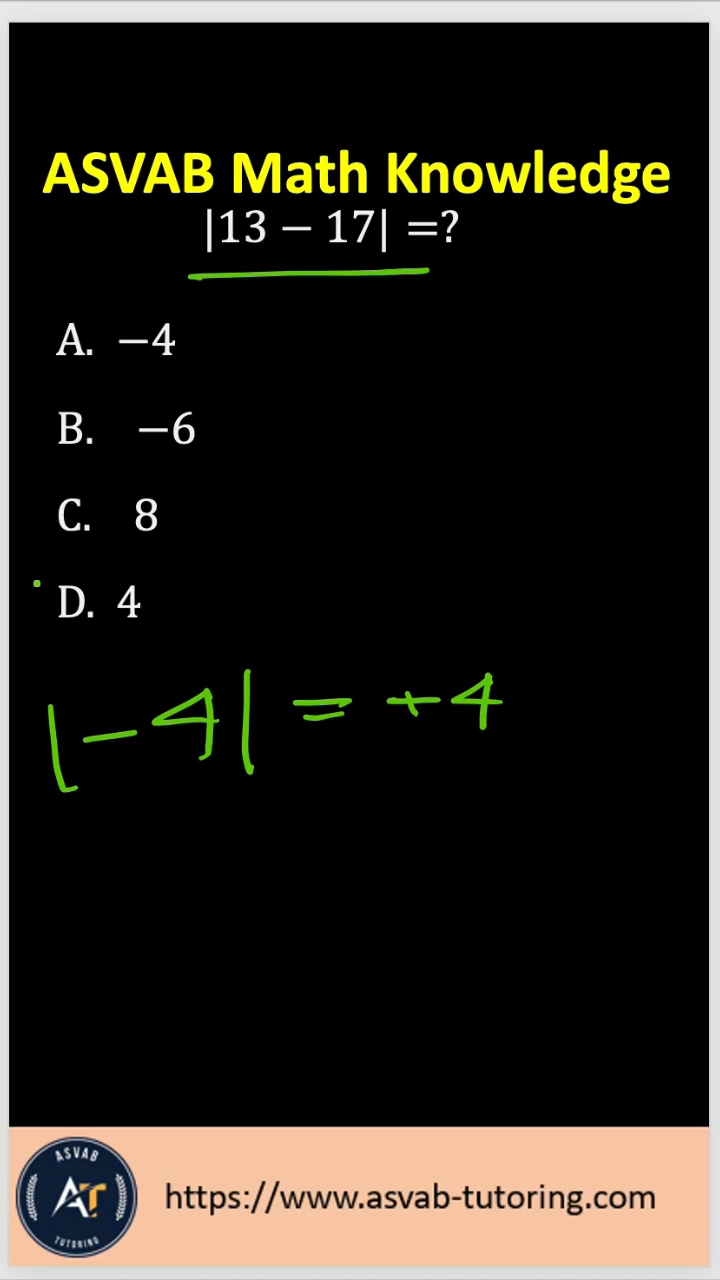 ASVAB Math Knowledge
|13 − 17| =?
A. −4
B. −6
C. 8
D. 4
|−4| = +4
ASVAB
AT
TUTORING
https://www.asvab-tutoring.com